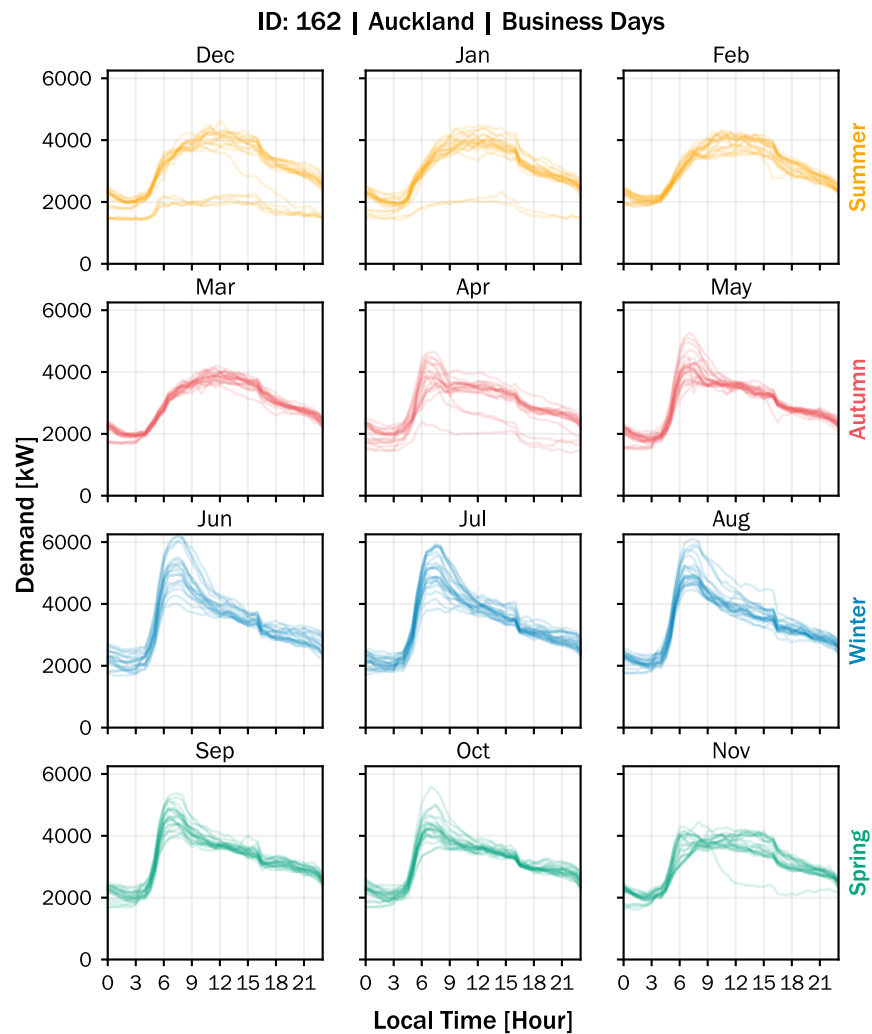 ID: 162 | Auckland | Business Days
Dec Jan Feb
6000
4000
2000
0
Summer
Mar Apr May
6000
4000
2000
0
Autumn
Demand [kW]
Jun Jul Aug
6000
4000
2000
0
Winter
Sep Oct Nov
6000
4000
2000
0
Spring
0 3 6 9 12 15 18 21 0 3 6 9 12 15 18 21 0 3 6 9 12 15 18 21
Local Time [Hour]